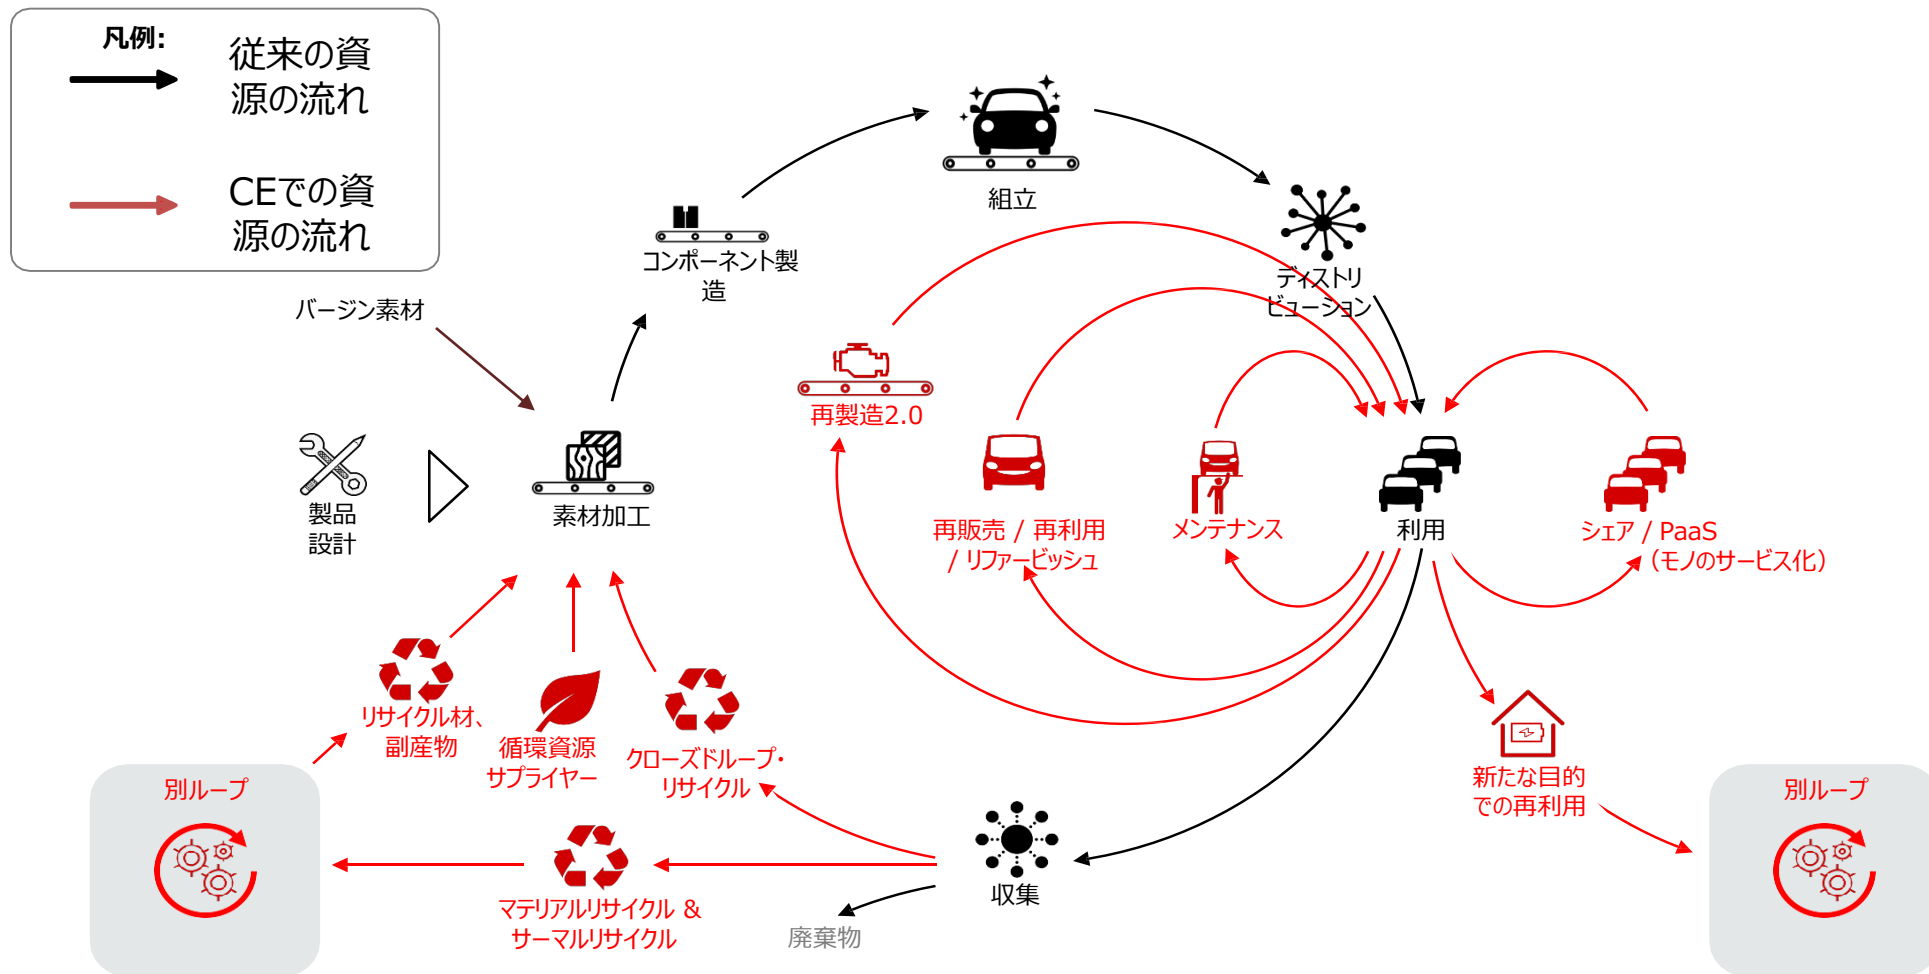 凡例:
従来の資
源の流れ
CEでの資
源の流れ
組立
コンポーネント製
造
ディストリ
ビューション
バージン素材
再製造2.0
製品
設計
素材加工
再販売 / 再利用
/ リファービッシュ
メンテナンス
利用
シェア / PaaS
（モノのサービス化）
リサイクル材、
副産物
循環資源
サプライヤー
クローズドループ・
リサイクル
新たな目的
での再利用
別ループ
別ループ
収集
マテリアルリサイクル &
サーマルリサイクル
廃棄物